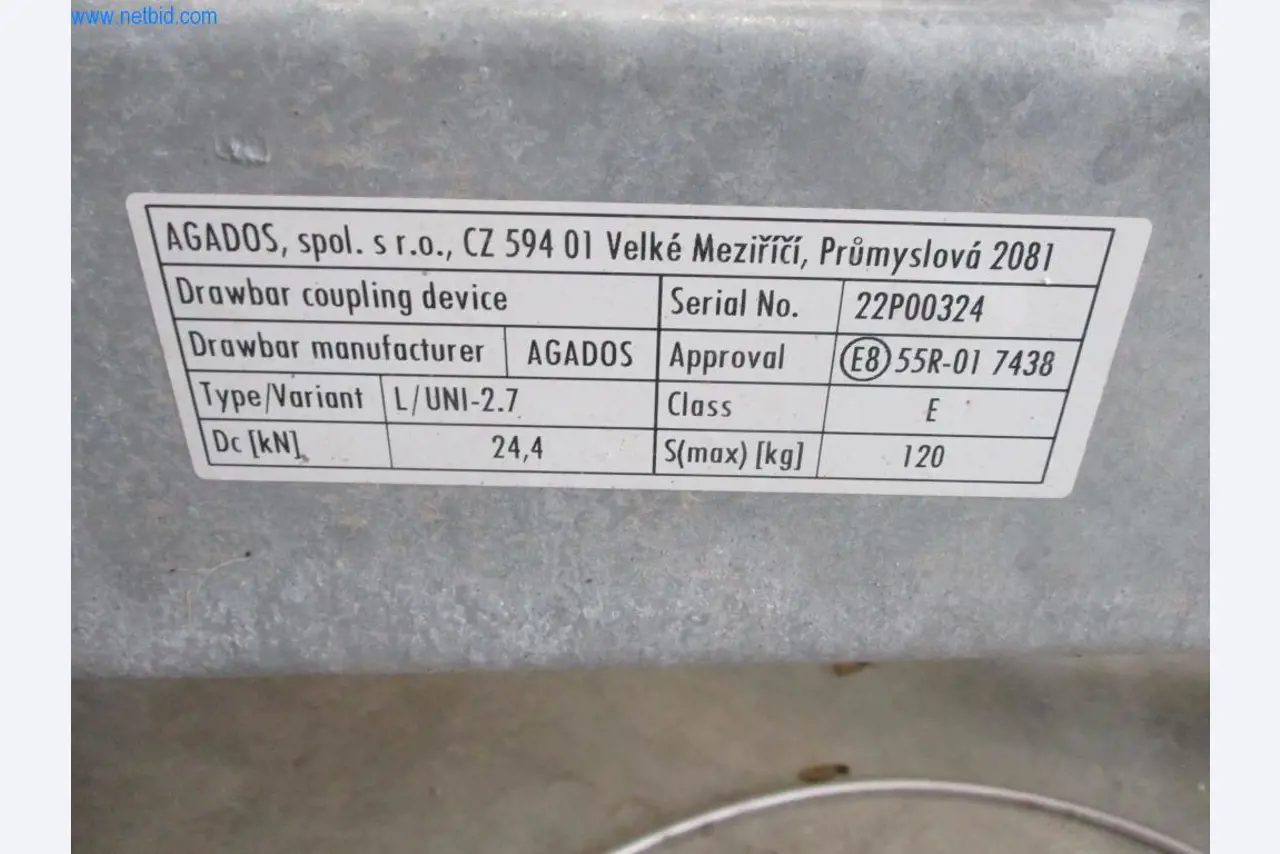 www.netbid.com
AGADOS, spol. s r.o., CZ 594 01 Velké Meziříčí, Průmyslová 2081
Drawbar coupling device Serial No. 22P00324
Drawbar manufacturer AGADOS Approval E8 55R-01 7438
Type/Variant L/UNI-2.7 Class E
Dc [kN] 24,4 S(max) [kg] 120